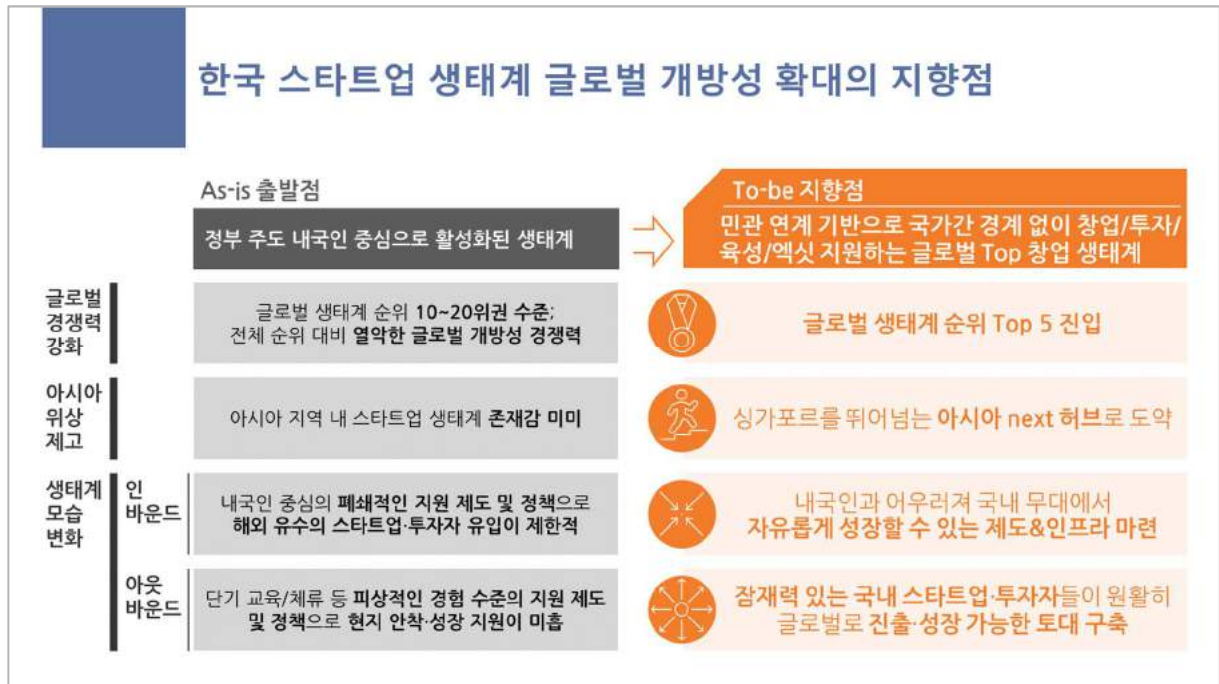 한국 스타트업 생태계 글로벌 개방성 확대의 지향점
As-is 출발점
정부 주도 내국인 중심으로 활성화된 생태계
To-be 지향점
민관 연계 기반으로 국가간 경계 없이 창업/투자/
육성/엑싯 지원하는 글로벌 Top 창업 생태계
글로벌
경쟁력
강화
글로벌 생태계 순위 10~20위권 수준;
전체 순위 대비 열악한 글로벌 개방성 경쟁력
글로벌 생태계 순위 Top 5 진입
아시아
위상
제고
아시아 지역 내 스타트업 생태계 존재감 미미
싱가포르를 뛰어넘는 아시아 next 허브로 도약
생태계
모습
변화
인
바운드
내국인 중심의 폐쇄적인 지원 제도 및 정책으로
해외 유수의 스타트업·투자자 유입이 제한적
내국인과 어우러져 국내 무대에서
자유롭게 성장할 수 있는 제도&인프라 마련
아웃
바운드
단기 교육/체류 등 피상적인 경험 수준의 지원 제도
및 정책으로 현지 안착·성장 지원이 미흡
잠재력 있는 국내 스타트업·투자자들이 원활히
글로벌로 진출·성장 가능한 토대 구축